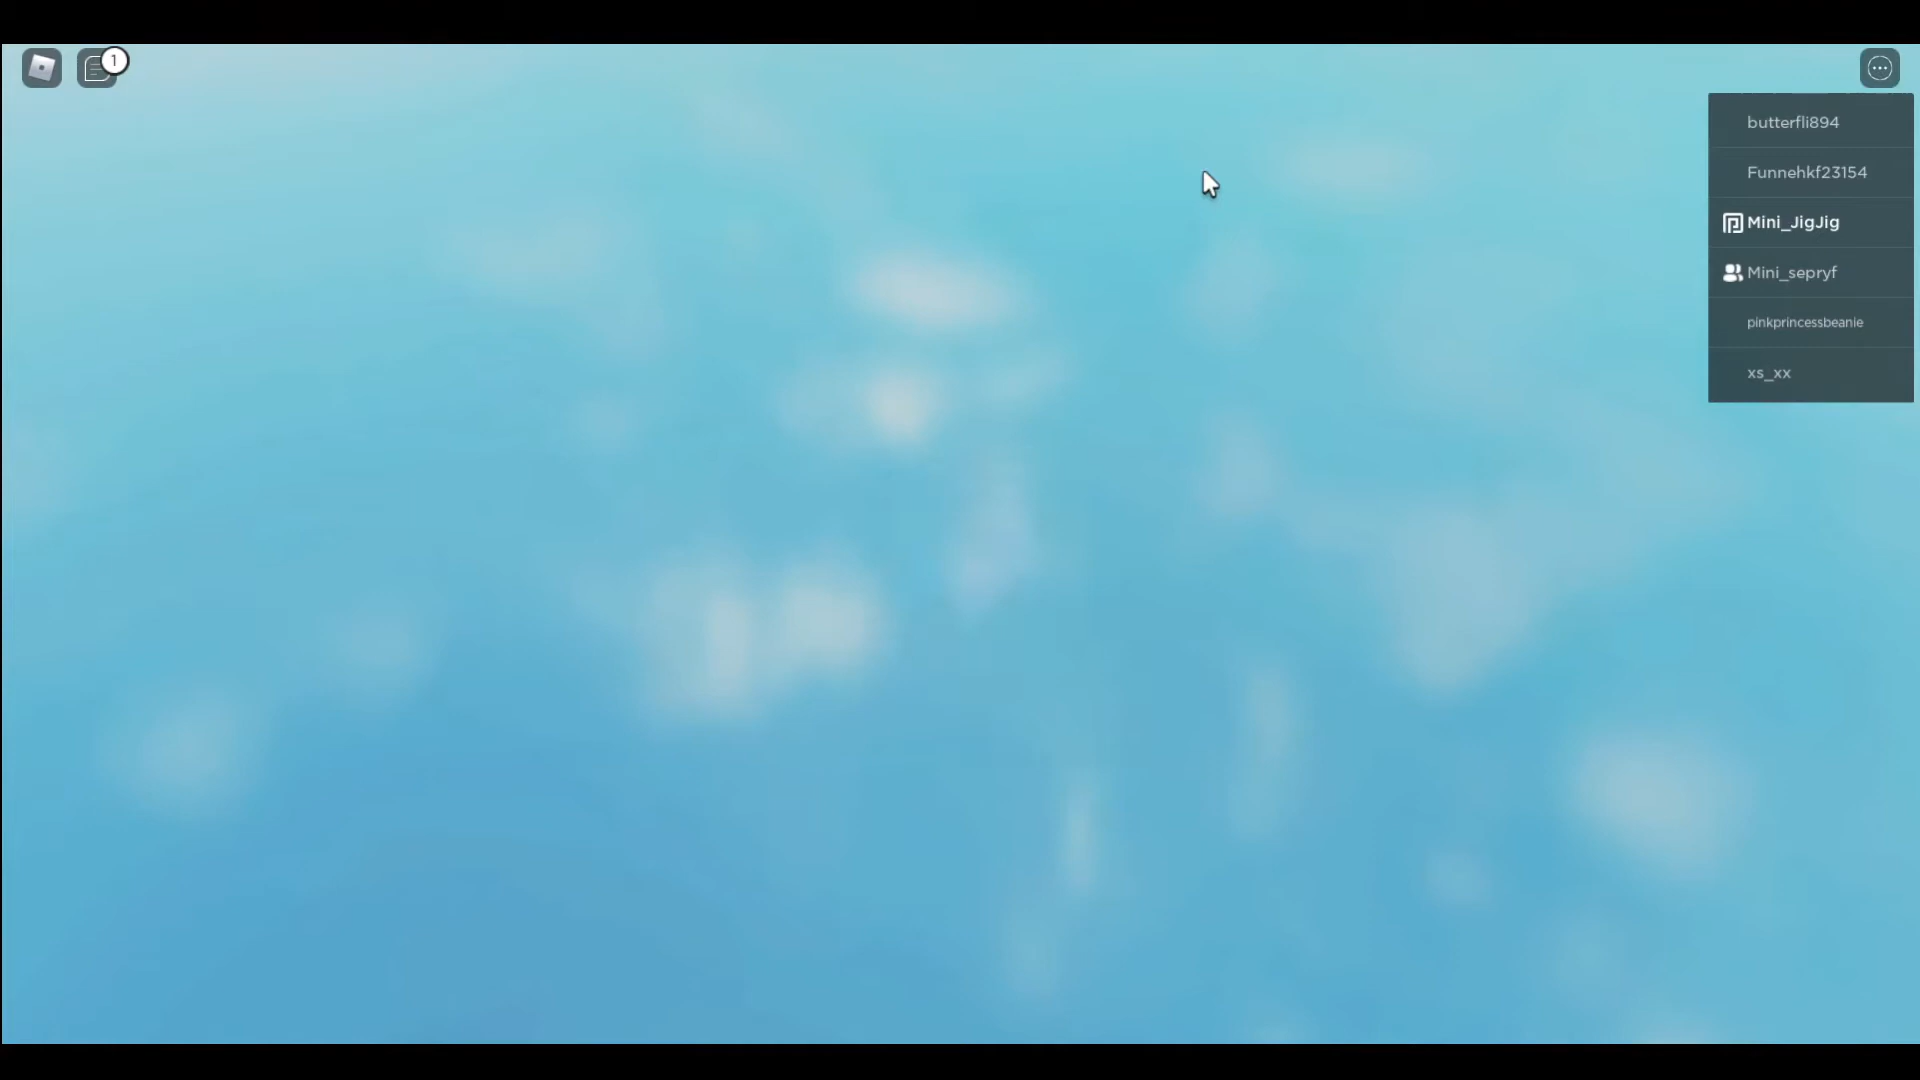 1
butterfli894
Funnehkf23154
Mini_JigJig
Mini_sepryf
pinkprincessbeanie
xs_xx